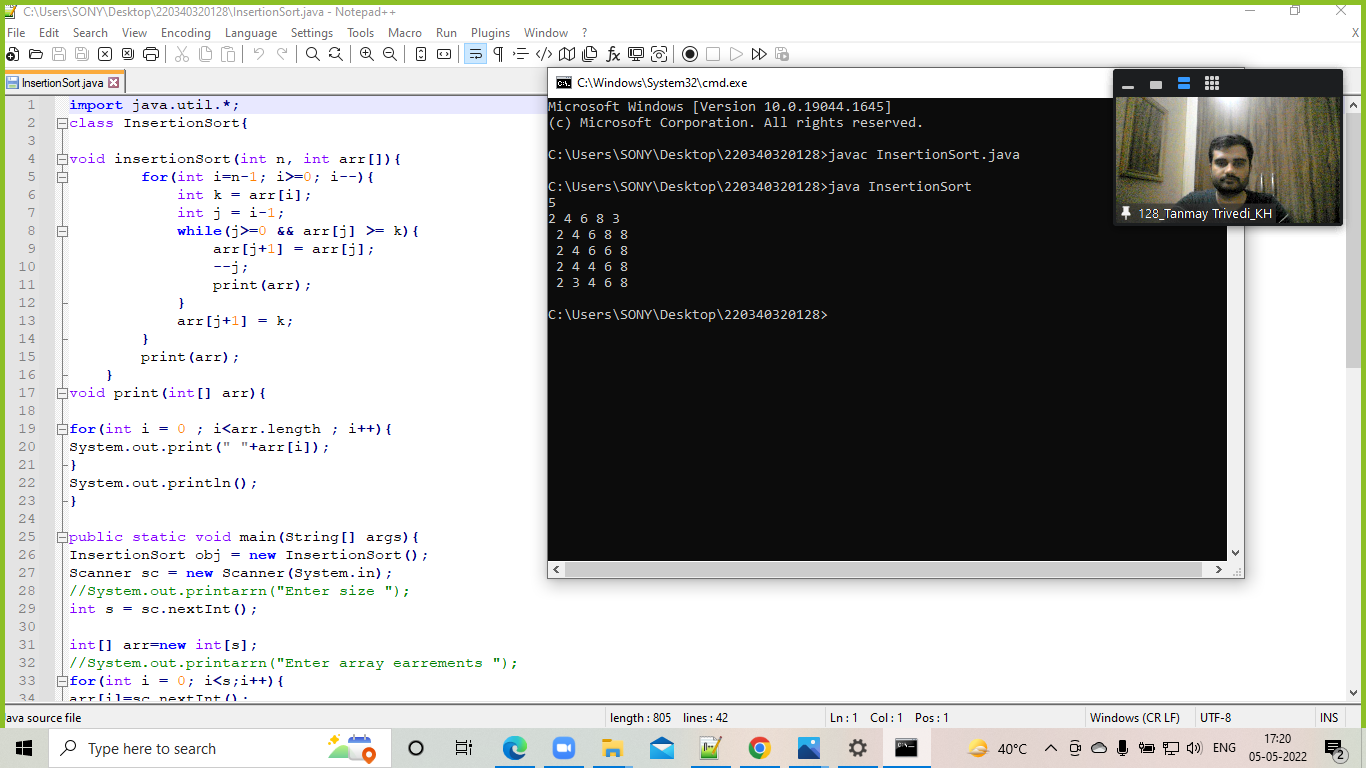 C:\Users\SONY\Desktop\220340320128\InsertionSort.java - Notepad++
File Edit Search View Encoding Language Settings Tools Macro Run Plugins Window ? X
InsertionSort.java
1 import java.util.*;
2 class InsertionSort{
3
4 void insertionSort(int n, int arr[]){
5 for(int i=n-1; i>=0; i--){
6 int k = arr[i];
7 int j = i-1;
8 while(j>=0 && arr[j] >= k){
9 arr[j+1] = arr[j];
10 --j;
11 print(arr);
12 }
13 arr[j+1] = k;
14 }
15 print(arr);
16 }
17 void print(int[] arr){
18
19 for(int i = 0 ; i<arr.length ; i++){
20 System.out.print(" "+arr[i]);
21 }
22 System.out.println();
23 }
24
25 public static void main(String[] args){
26 InsertionSort obj = new InsertionSort();
27 Scanner sc = new Scanner(System.in);
28 //System.out.printarrn("Enter size ");
29 int s = sc.nextInt();
30
31 int[] arr=new int[s];
32 //System.out.printarrn("Enter array earrements ");
33 for(int i = 0; i<s;i++){
34 arr[i]=sc.nextInt();
C:\Windows\System32\cmd.exe
Microsoft Windows [Version 10.0.19044.1645]
(c) Microsoft Corporation. All rights reserved.
C:\Users\SONY\Desktop\220340320128>javac InsertionSort.java
C:\Users\SONY\Desktop\220340320128>java InsertionSort
5
2 4 6 8 3
2 4 6 8 8
2 4 6 6 8
2 4 4 6 8
2 3 4 6 8
C:\Users\SONY\Desktop\220340320128>
128_Tanmay Trivedi_KH
ava source file length : 805 lines : 42 Ln : 1 Col : 1 Pos : 1 Windows (CR LF) UTF-8 INS
Type here to search 40°C ENG 17:20
05-05-2022 2